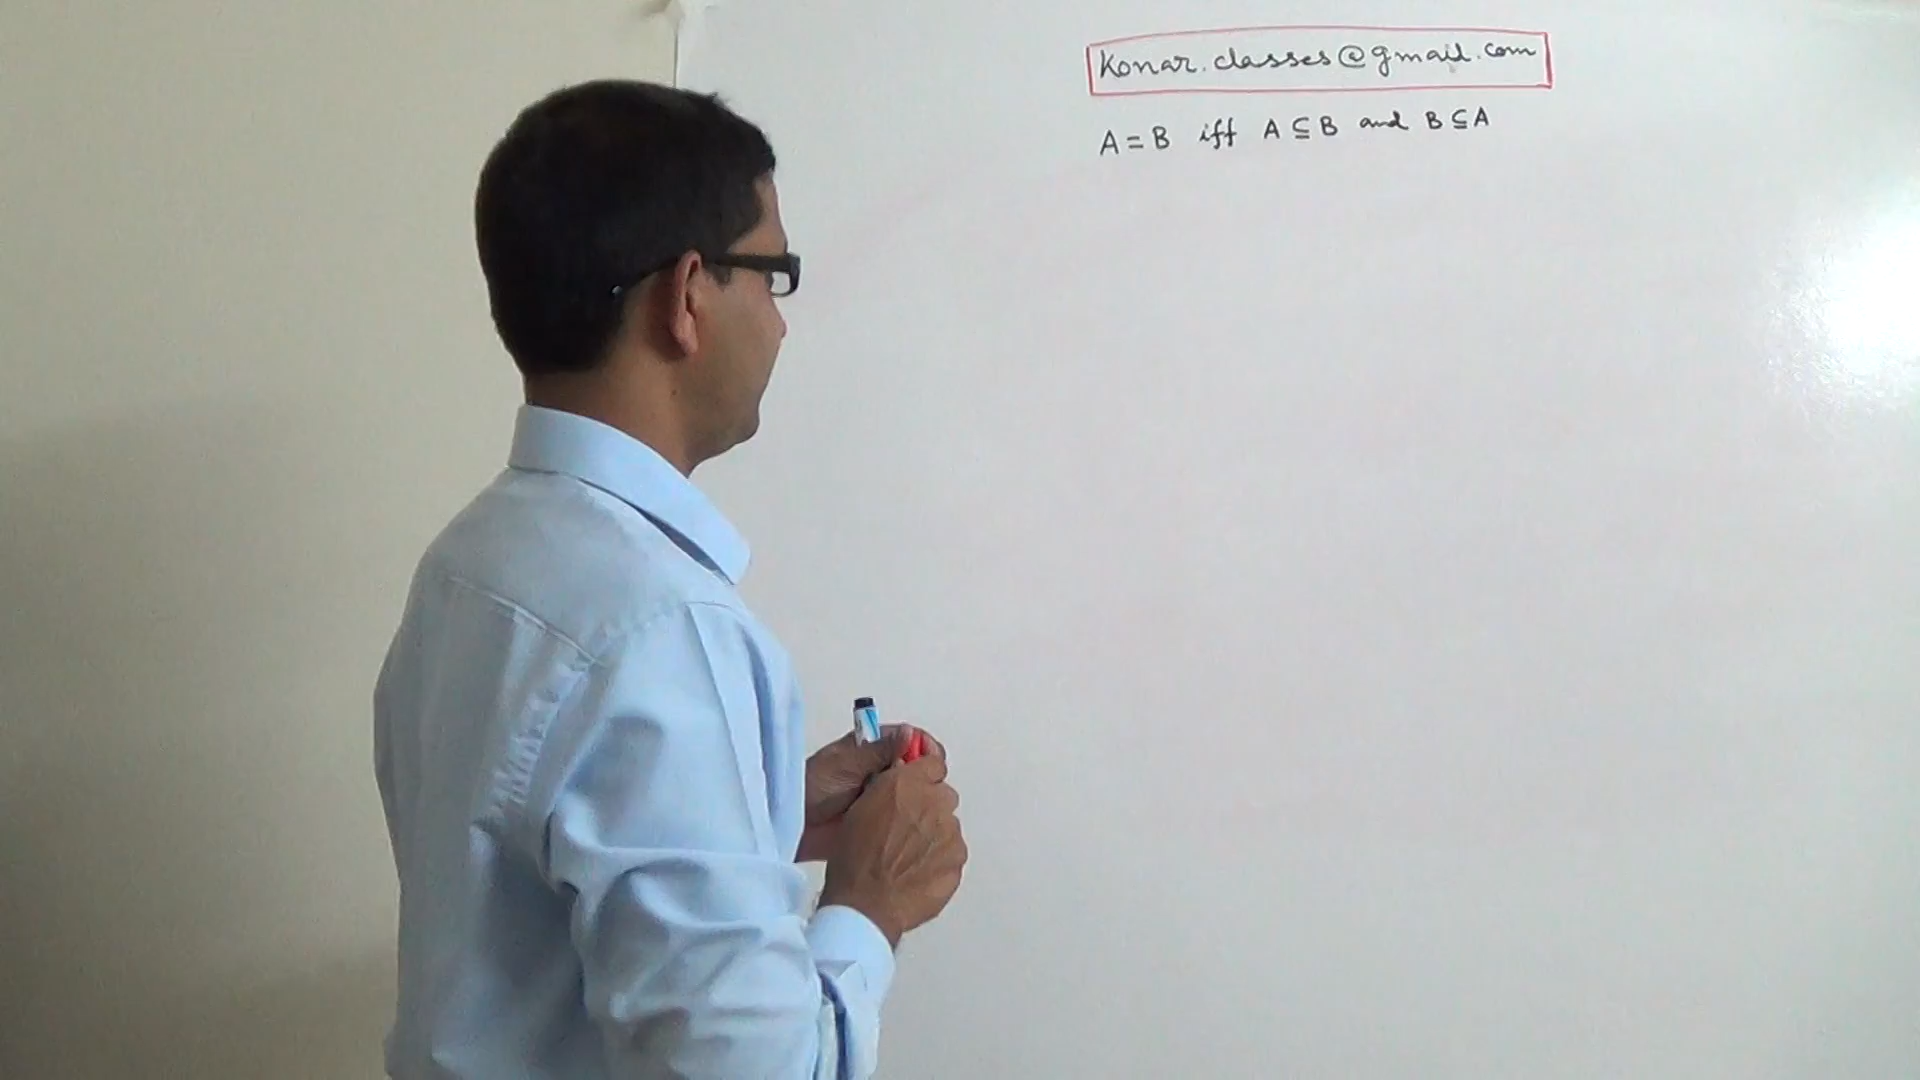 Konar.classes@gmail.com
A = B iff A ⊆ B and B ⊆ A